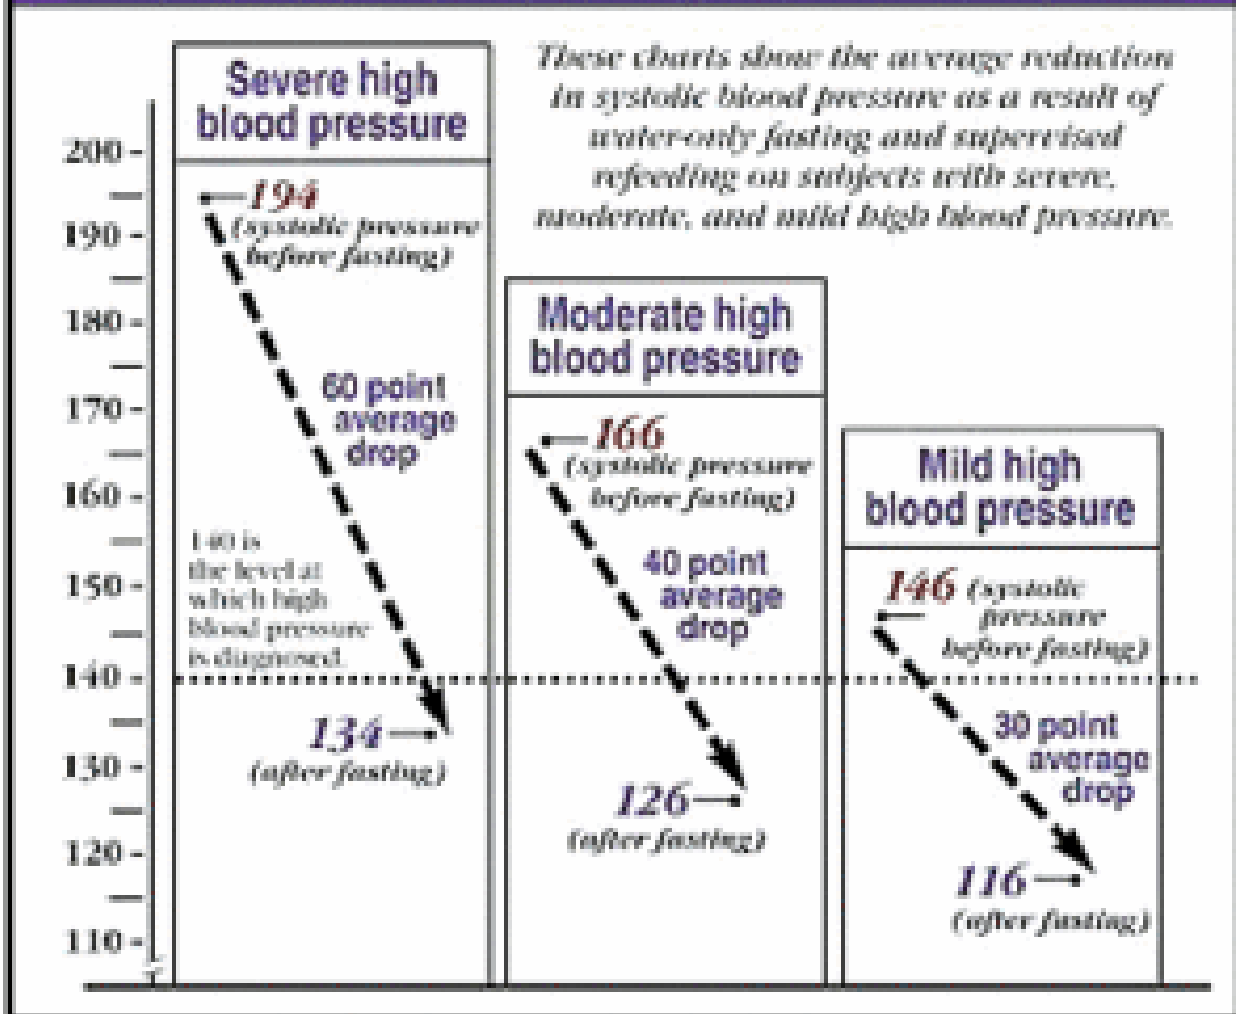 These charts show the average reduction
in systolic blood pressure as a result of
water-only fasting and supervised
refeeding on subjects with severe,
moderate, and mild high blood pressure.
Severe high
blood pressure
200
190
180
170
160
150
140
130
120
110
194
(systolic pressure
before fasting)
60 point
average
drop
140 is
the level at
which high
blood pressure
is diagnosed.
134
(after fasting)
Moderate high
blood pressure
166
(systolic pressure
before fasting)
40 point
average
drop
126
(after fasting)
Mild high
blood pressure
146 (systolic
pressure
before fasting)
30 point
average
drop
116
(after fasting)